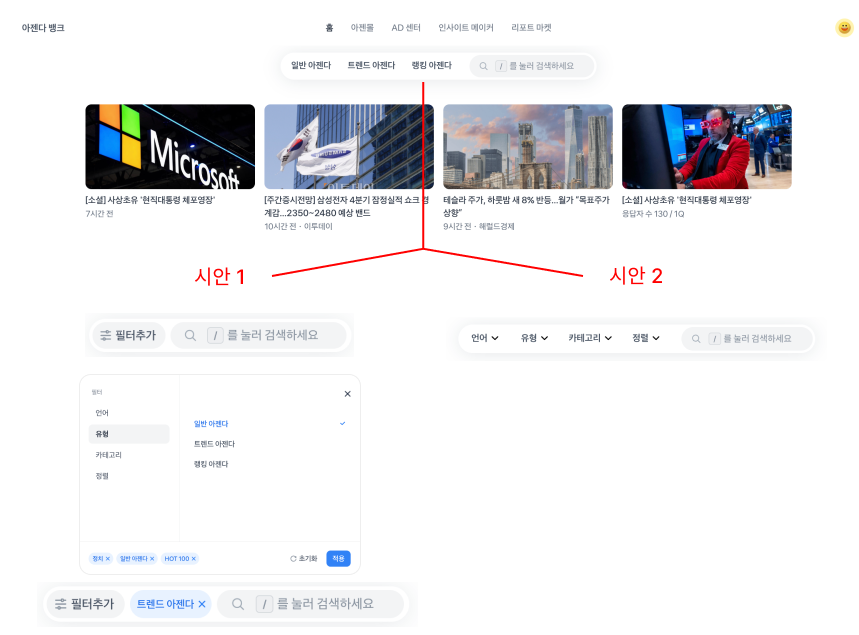 아젠다 뱅크
홈 아젠몰 AD 센터 인사이트 메이커 리포트 마켓
일반 아젠다 트렌드 아젠다 랭킹 아젠다 / 를 눌러 검색하세요
Microsoft
[소셜] 사상초유 '현직대통령 체포영장'
7시간 전
[주간증시전망] 삼성전자 4분기 잠정실적 쇼크 경
계감…2350~2480 예상 밴드
10시간 전 · 이투데이
테슬라 주가, 하룻밤 새 8% 반등…월가 "목표주가
상향"
9시간 전 · 헤럴드경제
[소설] 사상초유 '현직대통령 체포영장'
응답자 수 130 / 1Q
시안 1
시안 2
필터추가 / 를 눌러 검색하세요
언어 유형 카테고리 정렬 / 를 눌러 검색하세요
필터
언어
유형
카테고리
정렬
일반 아젠다
트렌드 아젠다
랭킹 아젠다
정치 × 일반 아젠다 × HOT 100 × 초기화 적용
필터추가 트렌드 아젠다 × / 를 눌러 검색하세요